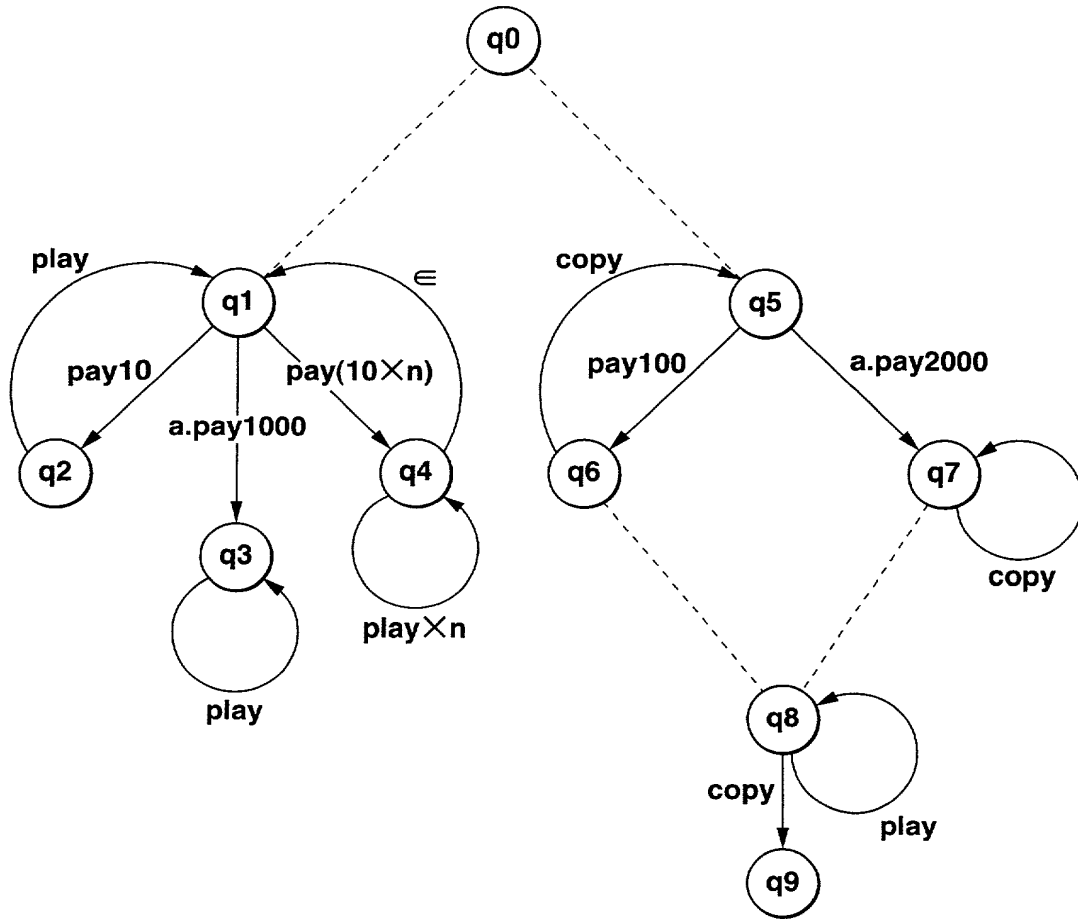 q0
play
∈
copy
q1
q5
pay10
pay(10×n)
pay100
a.pay2000
a.pay1000
q2
q4
q6
q7
q3
copy
play×n
play
q8
copy
play
q9